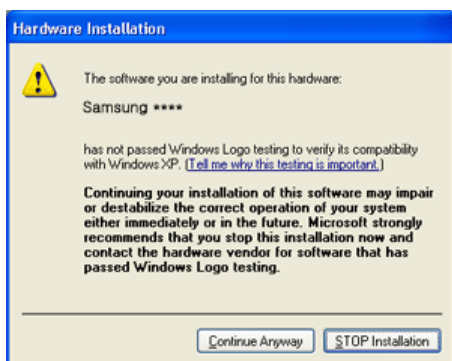 Hardware Installation
The software you are installing for this hardware:
Samsung ****
has not passed Windows Logo testing to verify its compatibility
with Windows XP. (Tell me why this testing is important.)
Continuing your installation of this software may impair
or destabilize the correct operation of your system
either immediately or in the future. Microsoft strongly
recommends that you stop this installation now and
contact the hardware vendor for software that has
passed Windows Logo testing.
Continue Anyway STOP Installation